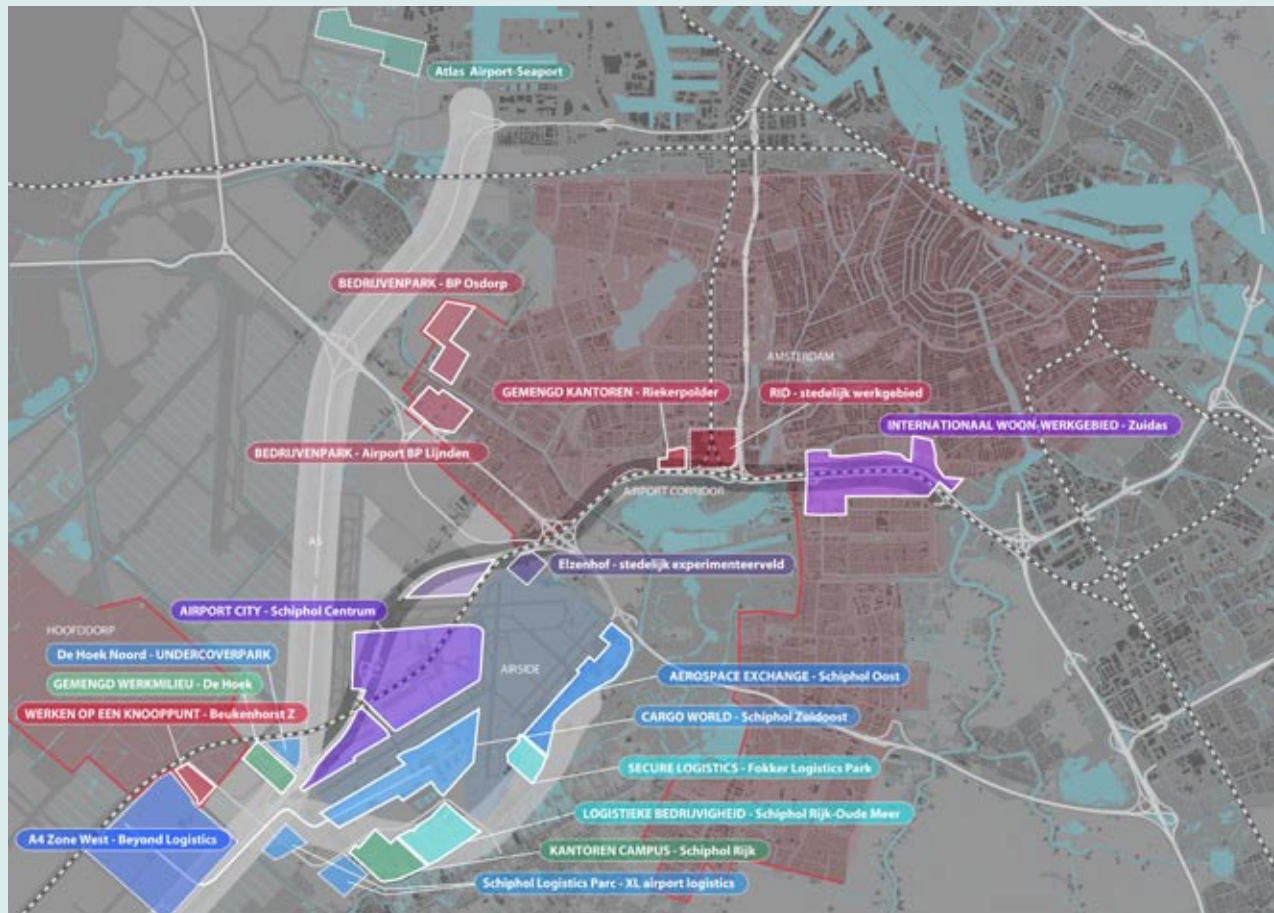 Atlas Airport-Seaport
BEDRIJVENPARK - BP Osdorp
AMSTERDAM
GEMENGD KANTOREN - Riekerpolder
RID - stedelijk werkgebied
INTERNATIONAAL WOON-WERKGEBIED - Zuidas
BEDRIJVENPARK - Airport BP Lijnden
AIRPORT CORRIDOR
A5
Elzenhof - stedelijk experimenteerveld
AIRPORT CITY - Schiphol Centrum
HOOFDDORP
De Hoek Noord - UNDERCOVERPARK
AIRSIDE
AEROSPACE EXCHANGE - Schiphol Oost
GEMENGD WERKMILIEU - De Hoek
WERKEN OP EEN KNOOPPUNT - Beukenhorst Z
CARGO WORLD - Schiphol Zuidoost
SECURE LOGISTICS - Fokker Logistics Park
LOGISTIEKE BEDRIJVIGHEID - Schiphol Rijk-Oude Meer
A4 Zone West - Beyond Logistics
KANTOREN CAMPUS - Schiphol Rijk
Schiphol Logistics Parc - XL airport logistics